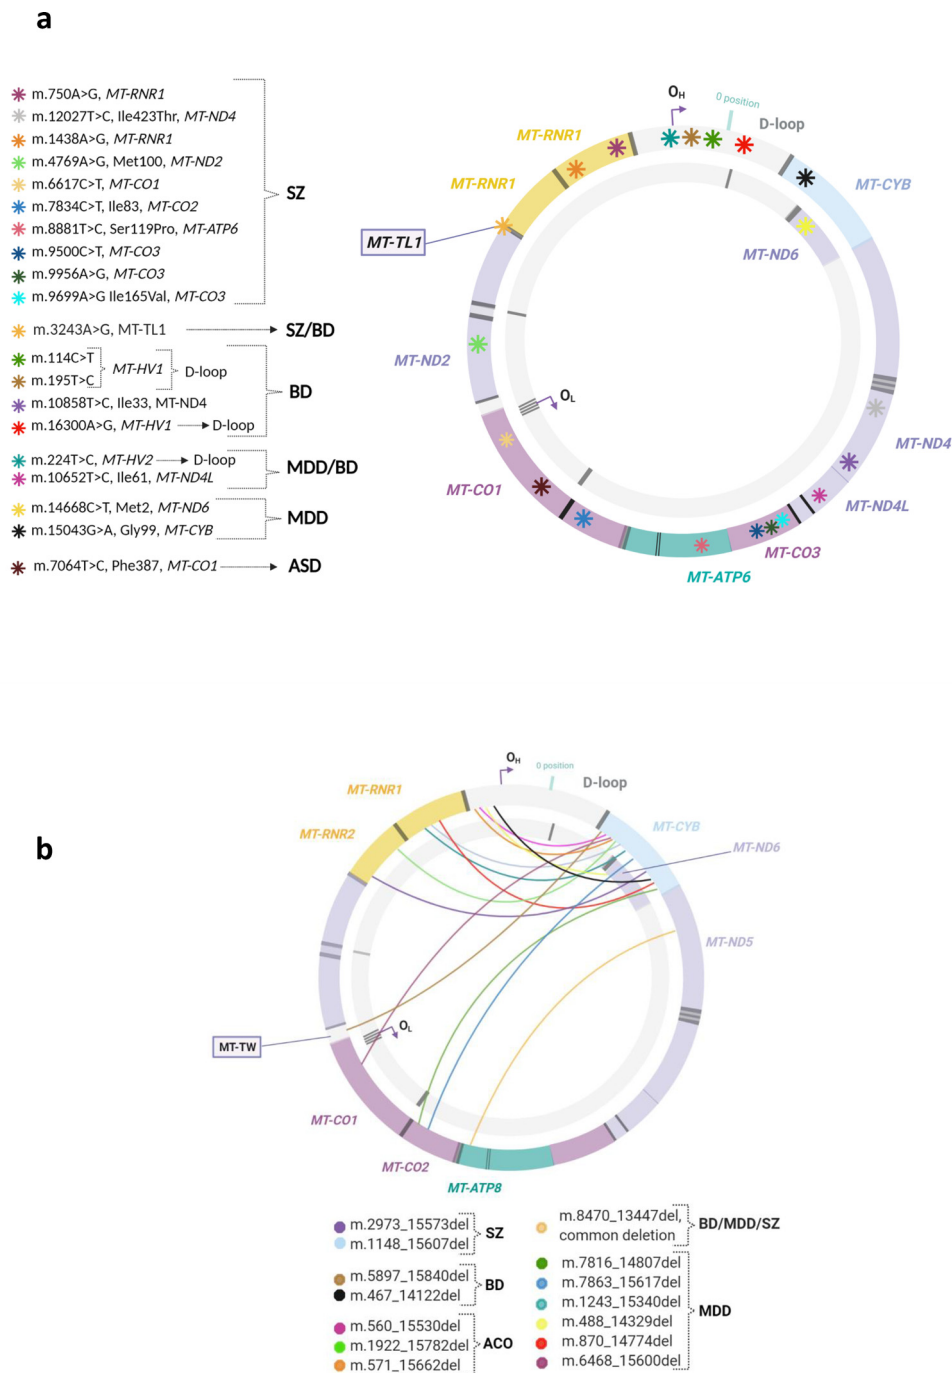 a
m.750A>G, MT-RNR1
m.12027T>C, Ile423Thr, MT-ND4
m.1438A>G, MT-RNR1
m.4769A>G, Met100, MT-ND2
m.6617C>T, MT-CO1
m.7834C>T, Ile83, MT-CO2
m.8881T>C, Ser119Pro, MT-ATP6
m.9500C>T, MT-CO3
m.9956A>G, MT-CO3
m.9699A>G Ile165Val, MT-CO3
SZ
m.3243A>G, MT-TL1
SZ/BD
m.114C>T
m.195T>C
MT-HV1
D-loop
m.10858T>C, Ile33, MT-ND4
m.16300A>G, MT-HV1
D-loop
BD
m.224T>C, MT-HV2
D-loop
m.10652T>C, Ile61, MT-ND4L
MDD/BD
m.14668C>T, Met2, MT-ND6
m.15043G>A, Gly99, MT-CYB
MDD
m.7064T>C, Phe387, MT-CO1
ASD
OH
0 position
D-loop
MT-RNR1
MT-RNR1
MT-CYB
MT-TL1
MT-ND6
MT-ND2
OL
MT-ND4
MT-CO1
MT-ND4L
MT-CO3
MT-ATP6
b
OH
0 position
D-loop
MT-RNR1
MT-RNR2
MT-CYB
MT-ND6
MT-ND5
OL
MT-TW
MT-CO1
MT-CO2
MT-ATP8
m.2973_15573del
m.1148_15607del
SZ
m.5897_15840del
m.467_14122del
BD
m.560_15530del
m.1922_15782del
m.571_15662del
ACO
m.8470_13447del,
common deletion
BD/MDD/SZ
m.7816_14807del
m.7863_15617del
m.1243_15340del
m.488_14329del
m.870_14774del
m.6468_15600del
MDD